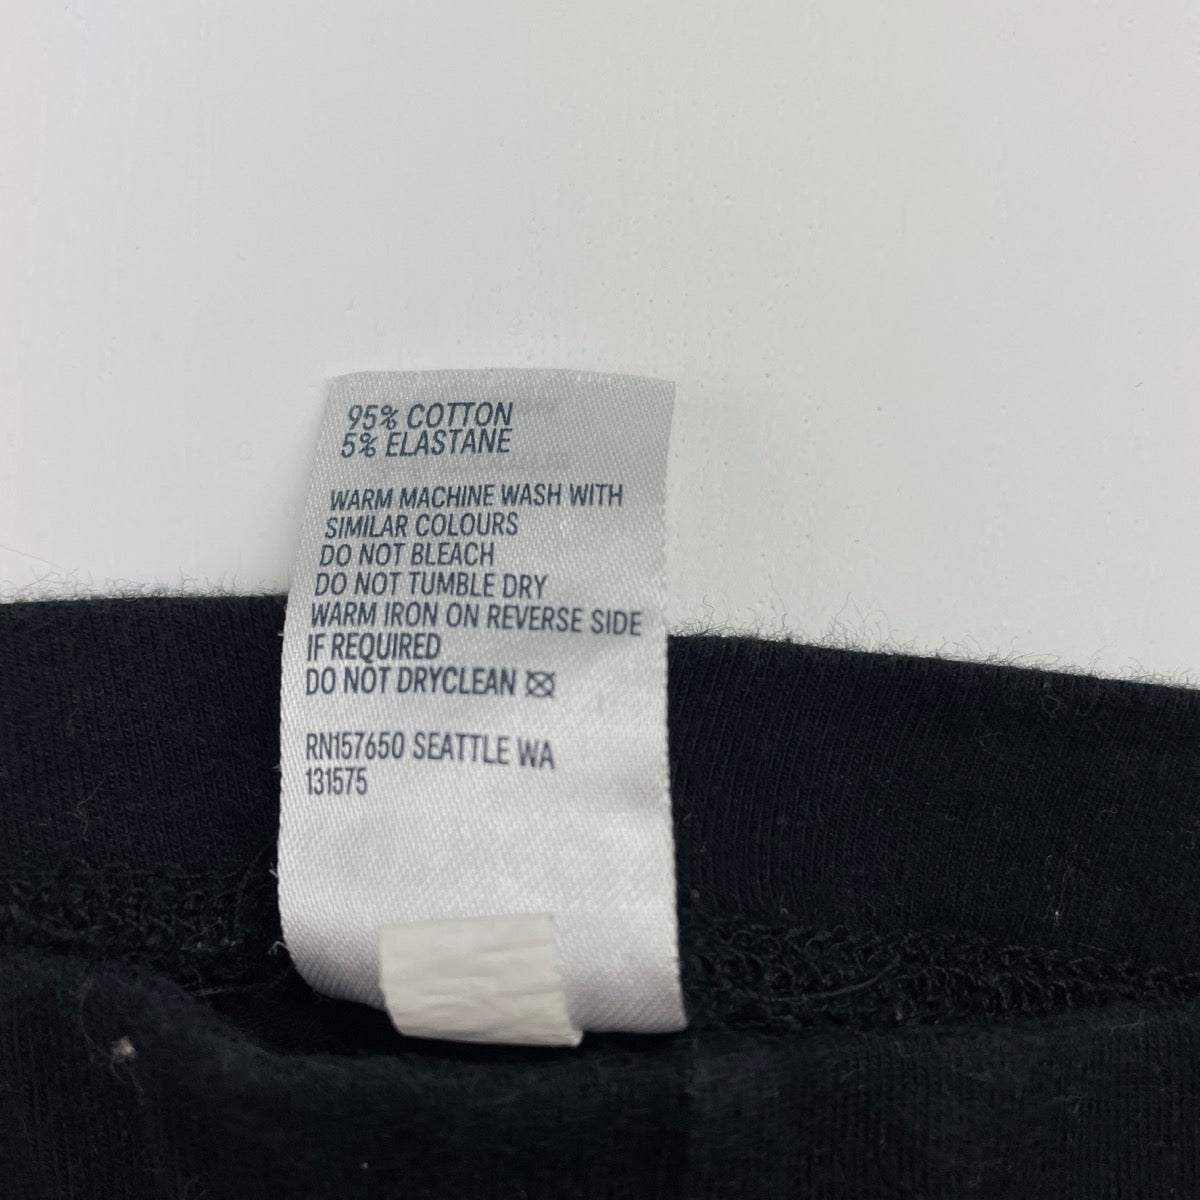 95% COTTON
5% ELASTANE
WARM MACHINE WASH WITH
SIMILAR COLOURS
DO NOT BLEACH
DO NOT TUMBLE DRY
WARM IRON ON REVERSE SIDE
IF REQUIRED
DO NOT DRYCLEAN
RN157650 SEATTLE WA
131575